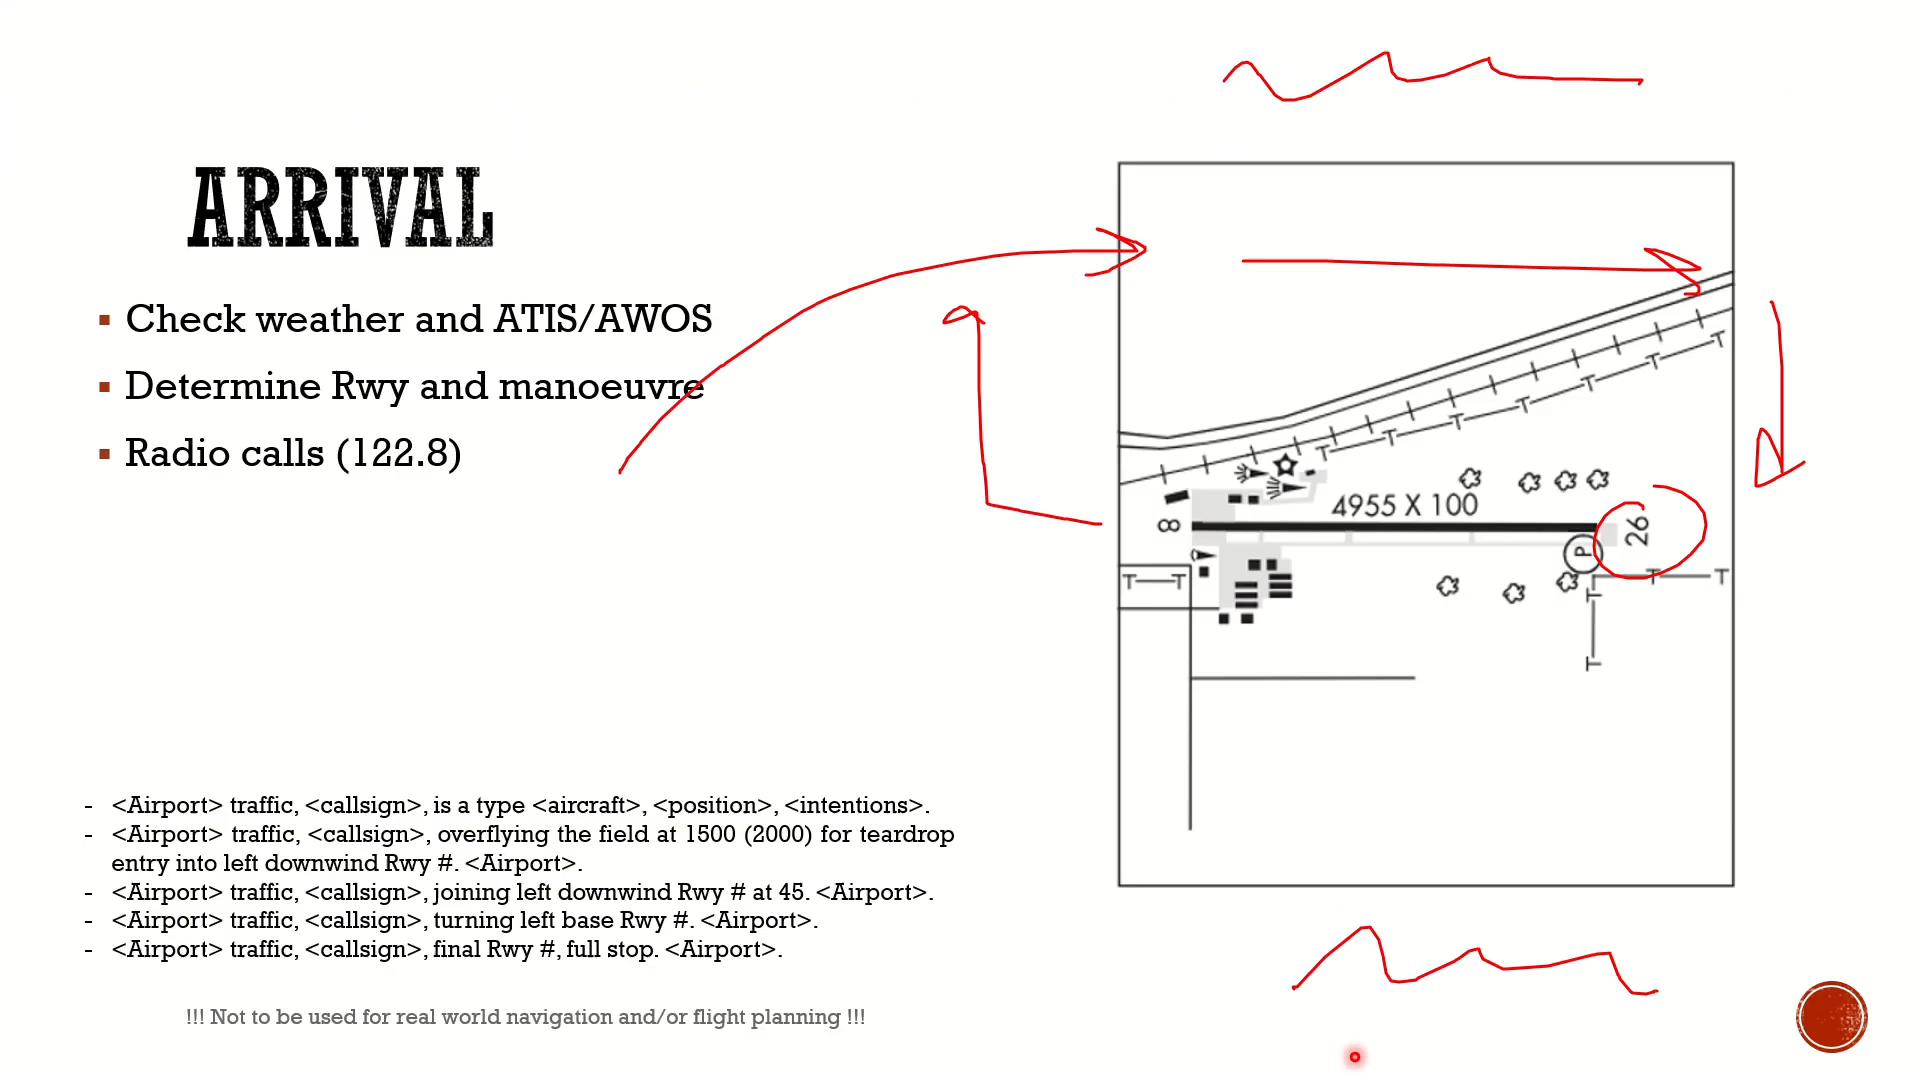 ARRIVAL
▪ Check weather and ATIS/AWOS
▪ Determine Rwy and manoeuvre
▪ Radio calls (122.8)
4955 X 100
8
26
P
T T
T T T T T T
T T
T
T
- <Airport> traffic, <callsign>, is a type <aircraft>, <position>, <intentions>.
- <Airport> traffic, <callsign>, overflying the field at 1500 (2000) for teardrop
entry into left downwind Rwy #. <Airport>.
- <Airport> traffic, <callsign>, joining left downwind Rwy # at 45. <Airport>.
- <Airport> traffic, <callsign>, turning left base Rwy #. <Airport>.
- <Airport> traffic, <callsign>, final Rwy #, full stop. <Airport>.
!!! Not to be used for real world navigation and/or flight planning !!!